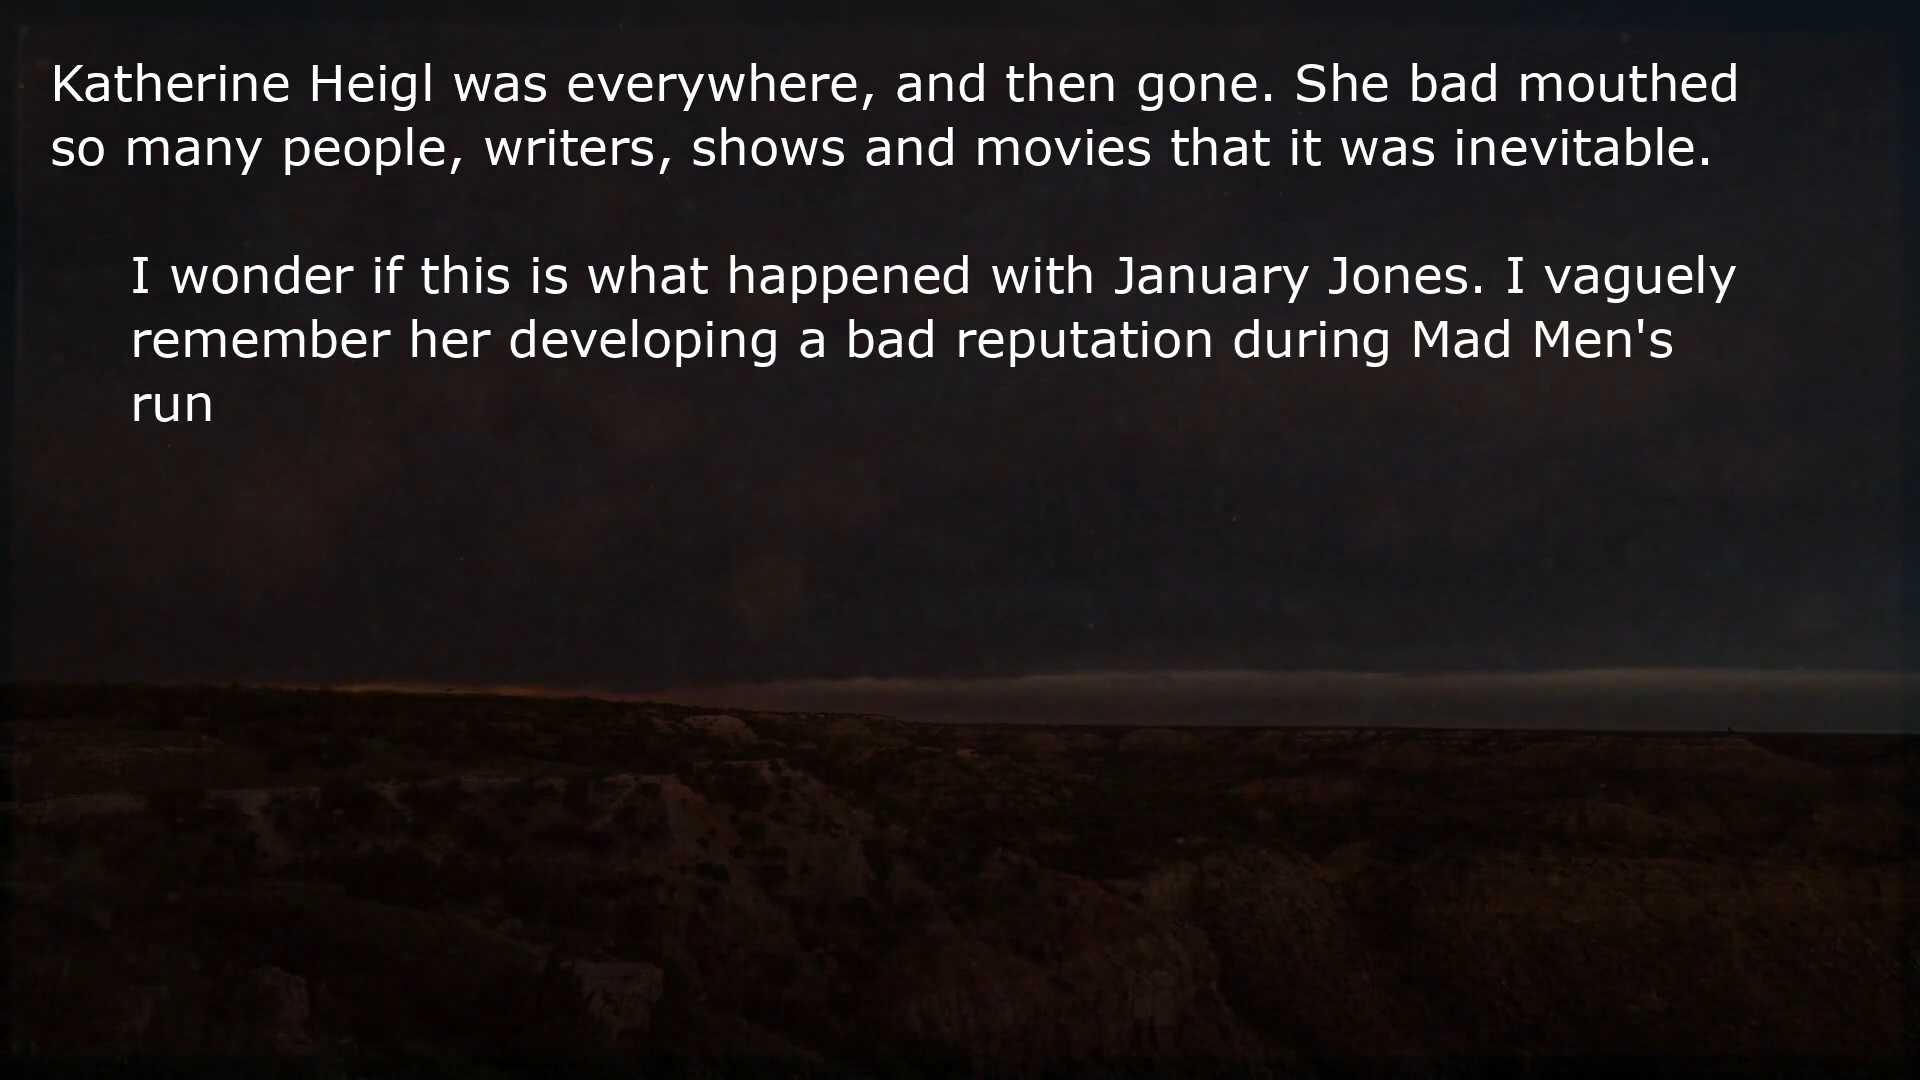 Katherine Heigl was everywhere, and then gone. She bad mouthed
so many people, writers, shows and movies that it was inevitable.
I wonder if this is what happened with January Jones. I vaguely
remember her developing a bad reputation during Mad Men's
run